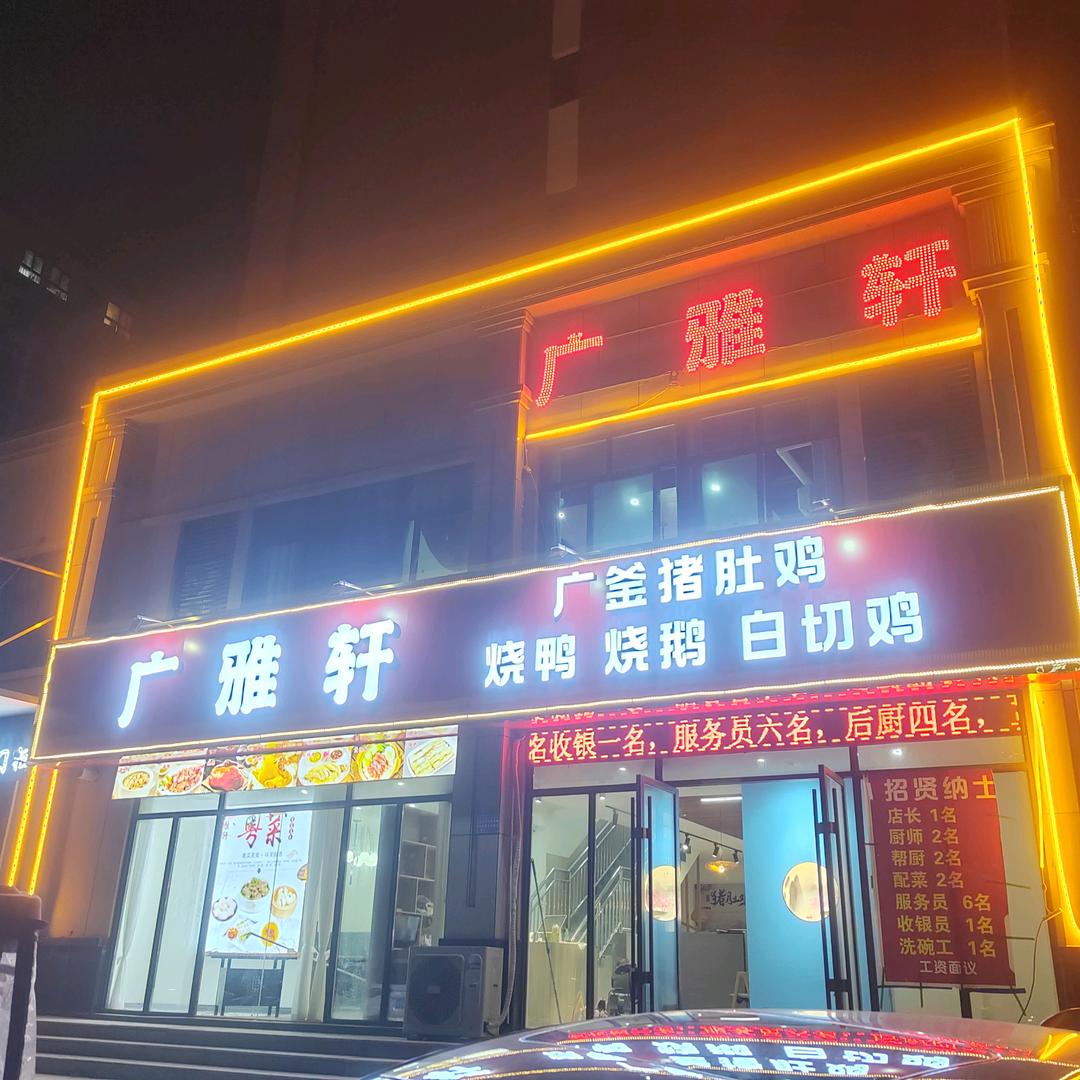 广雅轩
广雅轩
广釜猪肚鸡
烧鸭 烧鹅 白切鸡
名收银一名，服务员六名，后厨四名，
粤菜
猪肚
招贤纳士
店长 1名
厨师 2名
帮厨 2名
配菜 2名
服务员 6名
收银员 1名
洗碗工 1名
工资面议